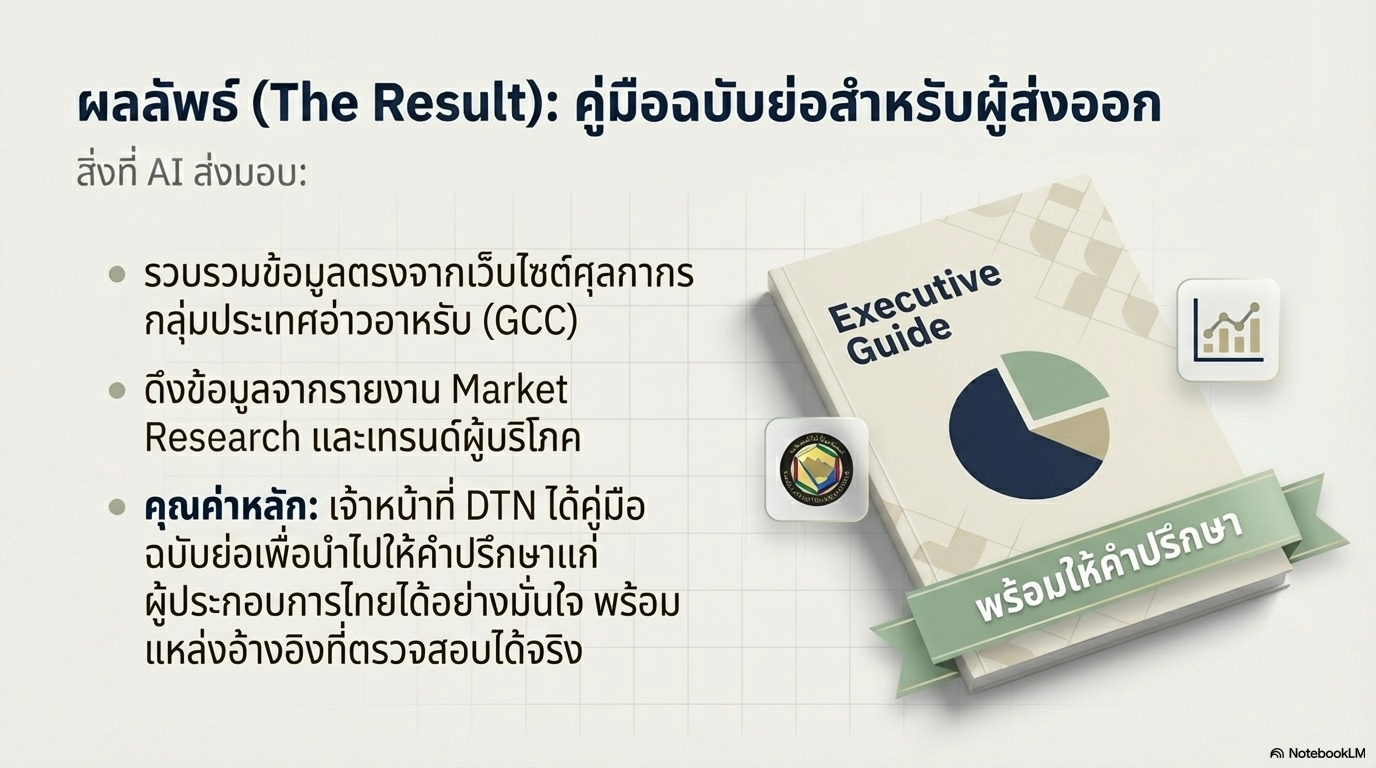 ผลลัพธ์ (The Result): คู่มือฉบับย่อสำหรับผู้ส่งออก
สิ่งที่ AI ส่งมอบ:
รวบรวมข้อมูลตรงจากเว็บไซต์ศุลกากร
กลุ่มประเทศอ่าวอาหรับ (GCC)
ดึงข้อมูลจากรายงาน Market
Research และเทรนด์ผู้บริโภค
คุณค่าหลัก: เจ้าหน้าที่ DTN ได้คู่มือ
ฉบับย่อเพื่อนำไปให้คำปรึกษาแก่
ผู้ประกอบการไทยได้อย่างมั่นใจ พร้อม
แหล่งอ้างอิงที่ตรวจสอบได้จริง
Executive
Guide
พร้อมให้คำปรึกษา
NotebookLM